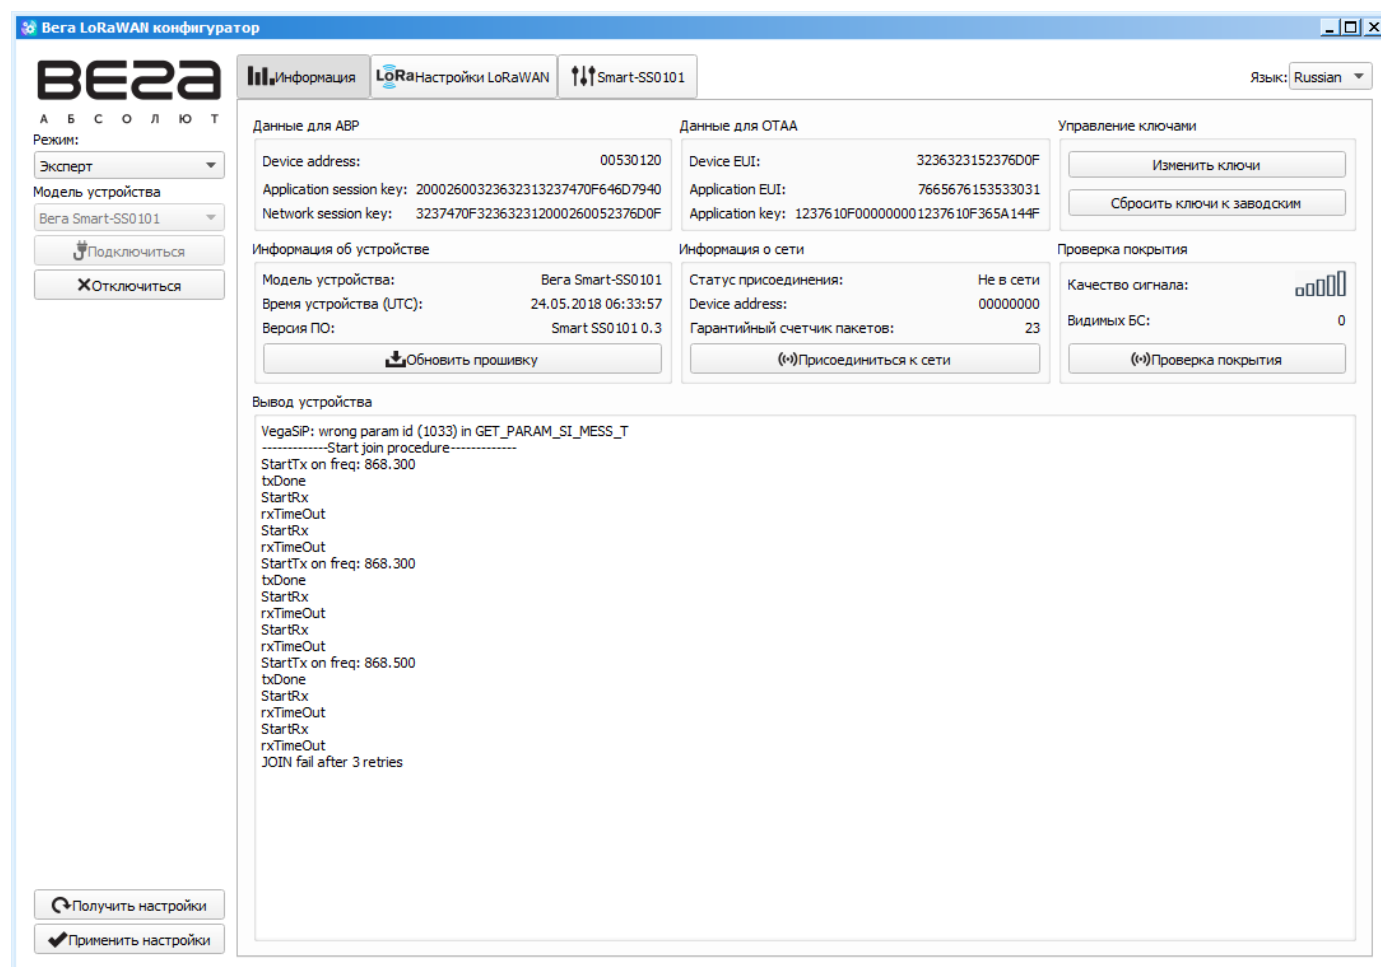 Вега LoRaWAN конфигуратор
ВЕГА
АБСОЛЮТ
Режим:
Эксперт
Модель устройства
Вега Smart-SS0101
Подключиться
Отключиться
Получить настройки
Применить настройки
Информация
LoRa Настройки LoRaWAN
Smart-SS0101
Язык: Russian
Данные для ABP
Device address: 00530120
Application session key: 20002600323632313237470F646D7940
Network session key: 3237470F323632312000260052376D0F
Данные для OTAA
Device EUI: 3236323152376D0F
Application EUI: 7665676153533031
Application key: 1237610F000000001237610F365A144F
Управление ключами
Изменить ключи
Сбросить ключи к заводским
Информация об устройстве
Модель устройства: Вега Smart-SS0101
Время устройства (UTC): 24.05.2018 06:33:57
Версия ПО: Smart SS0101 0.3
Обновить прошивку
Информация о сети
Статус присоединения: Не в сети
Device address: 00000000
Гарантийный счетчик пакетов: 23
Присоединиться к сети
Проверка покрытия
Качество сигнала:
Видимых БС: 0
Проверка покрытия
Вывод устройства
VegaSiP: wrong param id (1033) in GET_PARAM_SI_MESS_T
-------------Start join procedure-------------
StartTx on freq: 868.300
txDone
StartRx
rxTimeOut
StartRx
rxTimeOut
StartTx on freq: 868.300
txDone
StartRx
rxTimeOut
StartRx
rxTimeOut
StartTx on freq: 868.500
txDone
StartRx
rxTimeOut
StartRx
rxTimeOut
JOIN fail after 3 retries